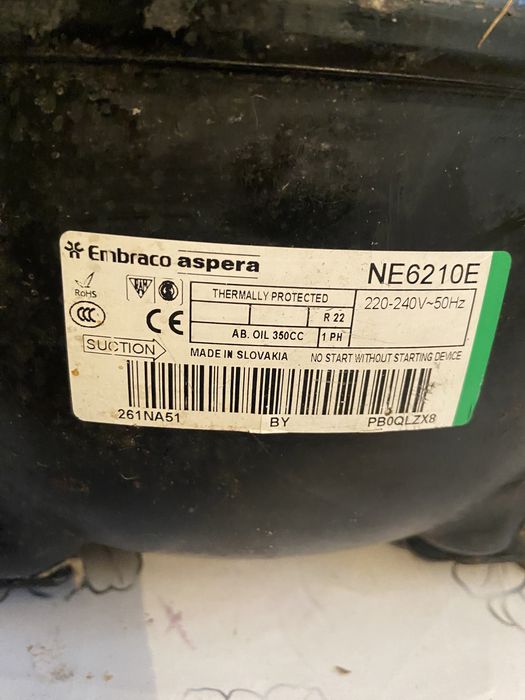 Embraco aspera
NE6210E
RoHS
THERMALLY PROTECTED
220-240V~50Hz
R 22
CCC
CE
AB. OIL 350CC
1 PH
SUCTION
MADE IN SLOVAKIA
NO START WITHOUT STARTING DEVICE
261NA51
BY
PB0QLZX8